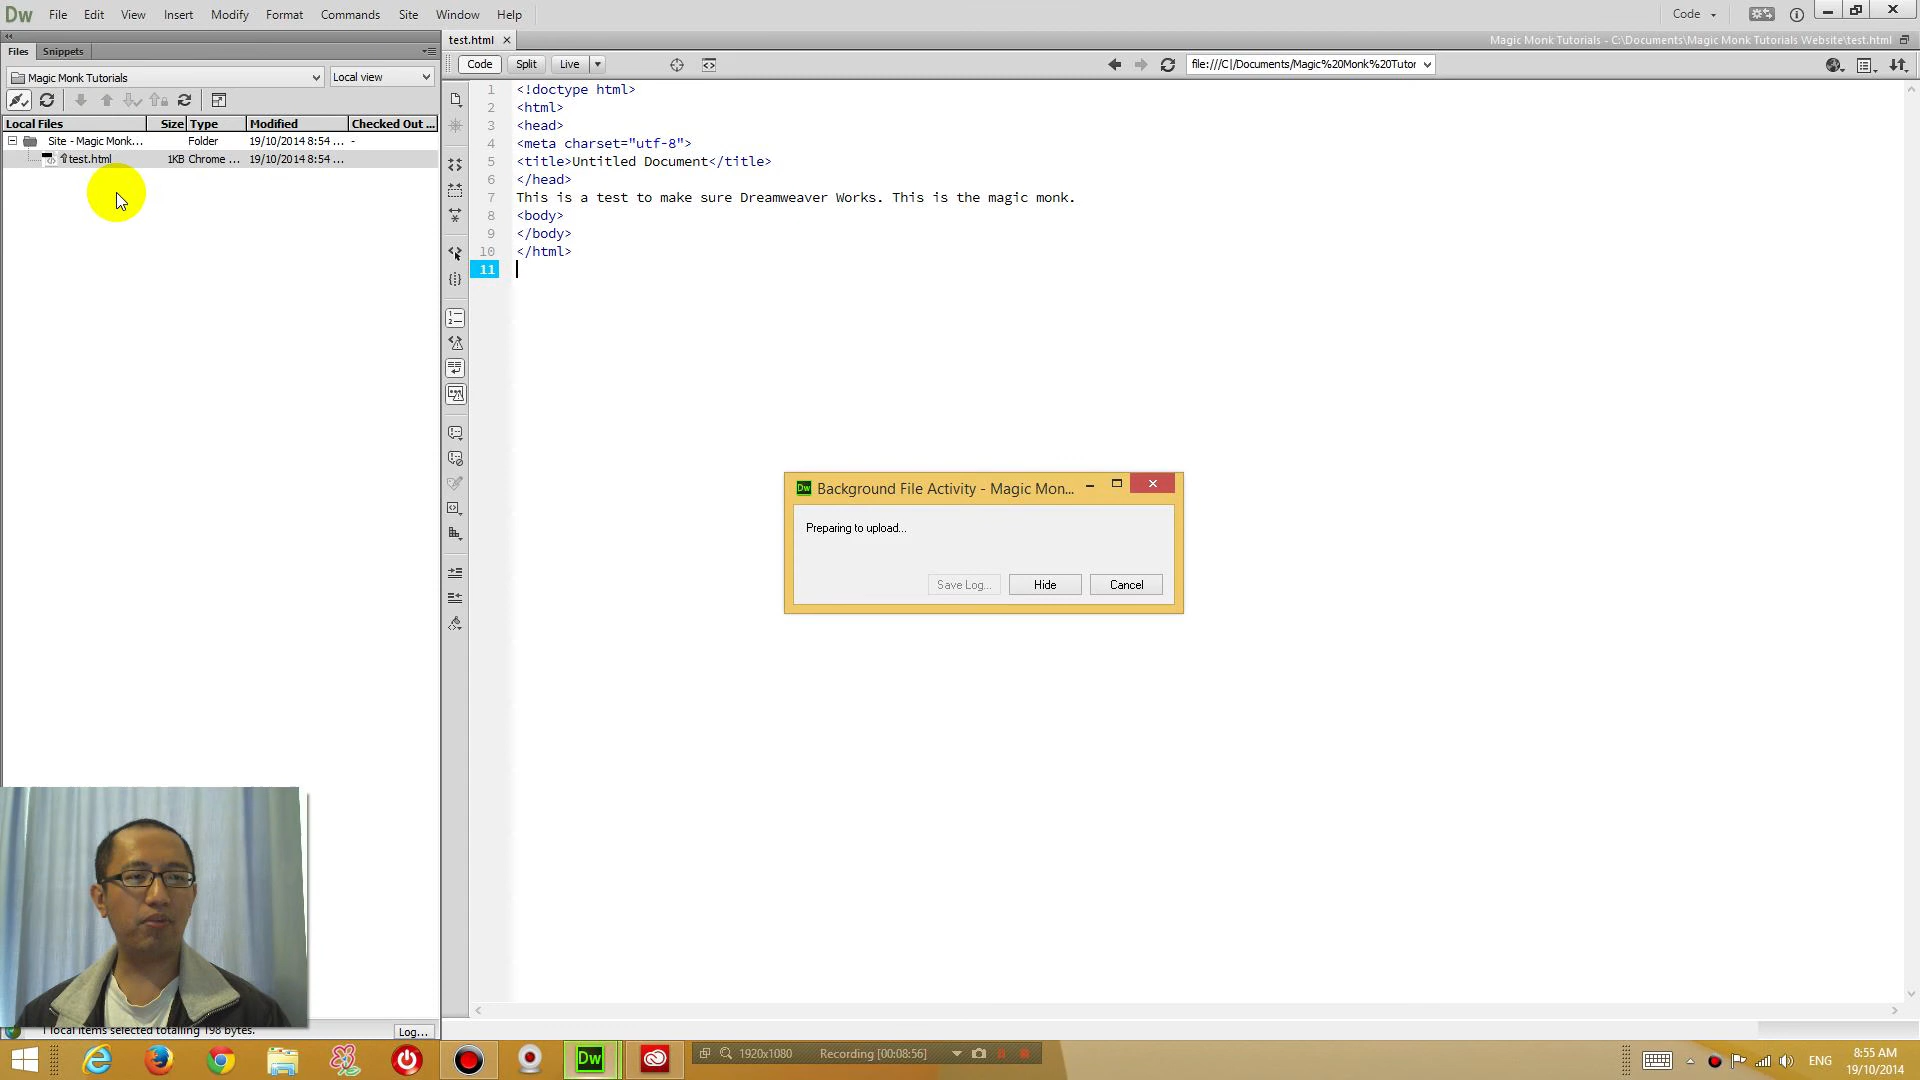 Dw File Edit View Insert Modify Format Commands Site Window Help Code
Files Snippets
test.html
Magic Monk Tutorials - C:\Documents\Magic Monk Tutorials Website\test.html
Magic Monk Tutorials Local view
Code Split Live
file:///C|/Documents/Magic%20Monk%20Tutor
Local Files Size Type Modified Checked Out ...
Site - Magic Monk... Folder 19/10/2014 8:54 ... -
test.html 1KB Chrome ... 19/10/2014 8:54 ...
1 <!doctype html>
2 <html>
3 <head>
4 <meta charset="utf-8">
5 <title>Untitled Document</title>
6 </head>
7 This is a test to make sure Dreamweaver Works. This is the magic monk.
8 <body>
9 </body>
10 </html>
11
Dw Background File Activity - Magic Mon...
Preparing to upload...
Save Log... Hide Cancel
1 local items selected totalling 198 bytes.
Log...
Dw
1920x1080 Recording [00:08:56]
ENG
8:55 AM
19/10/2014